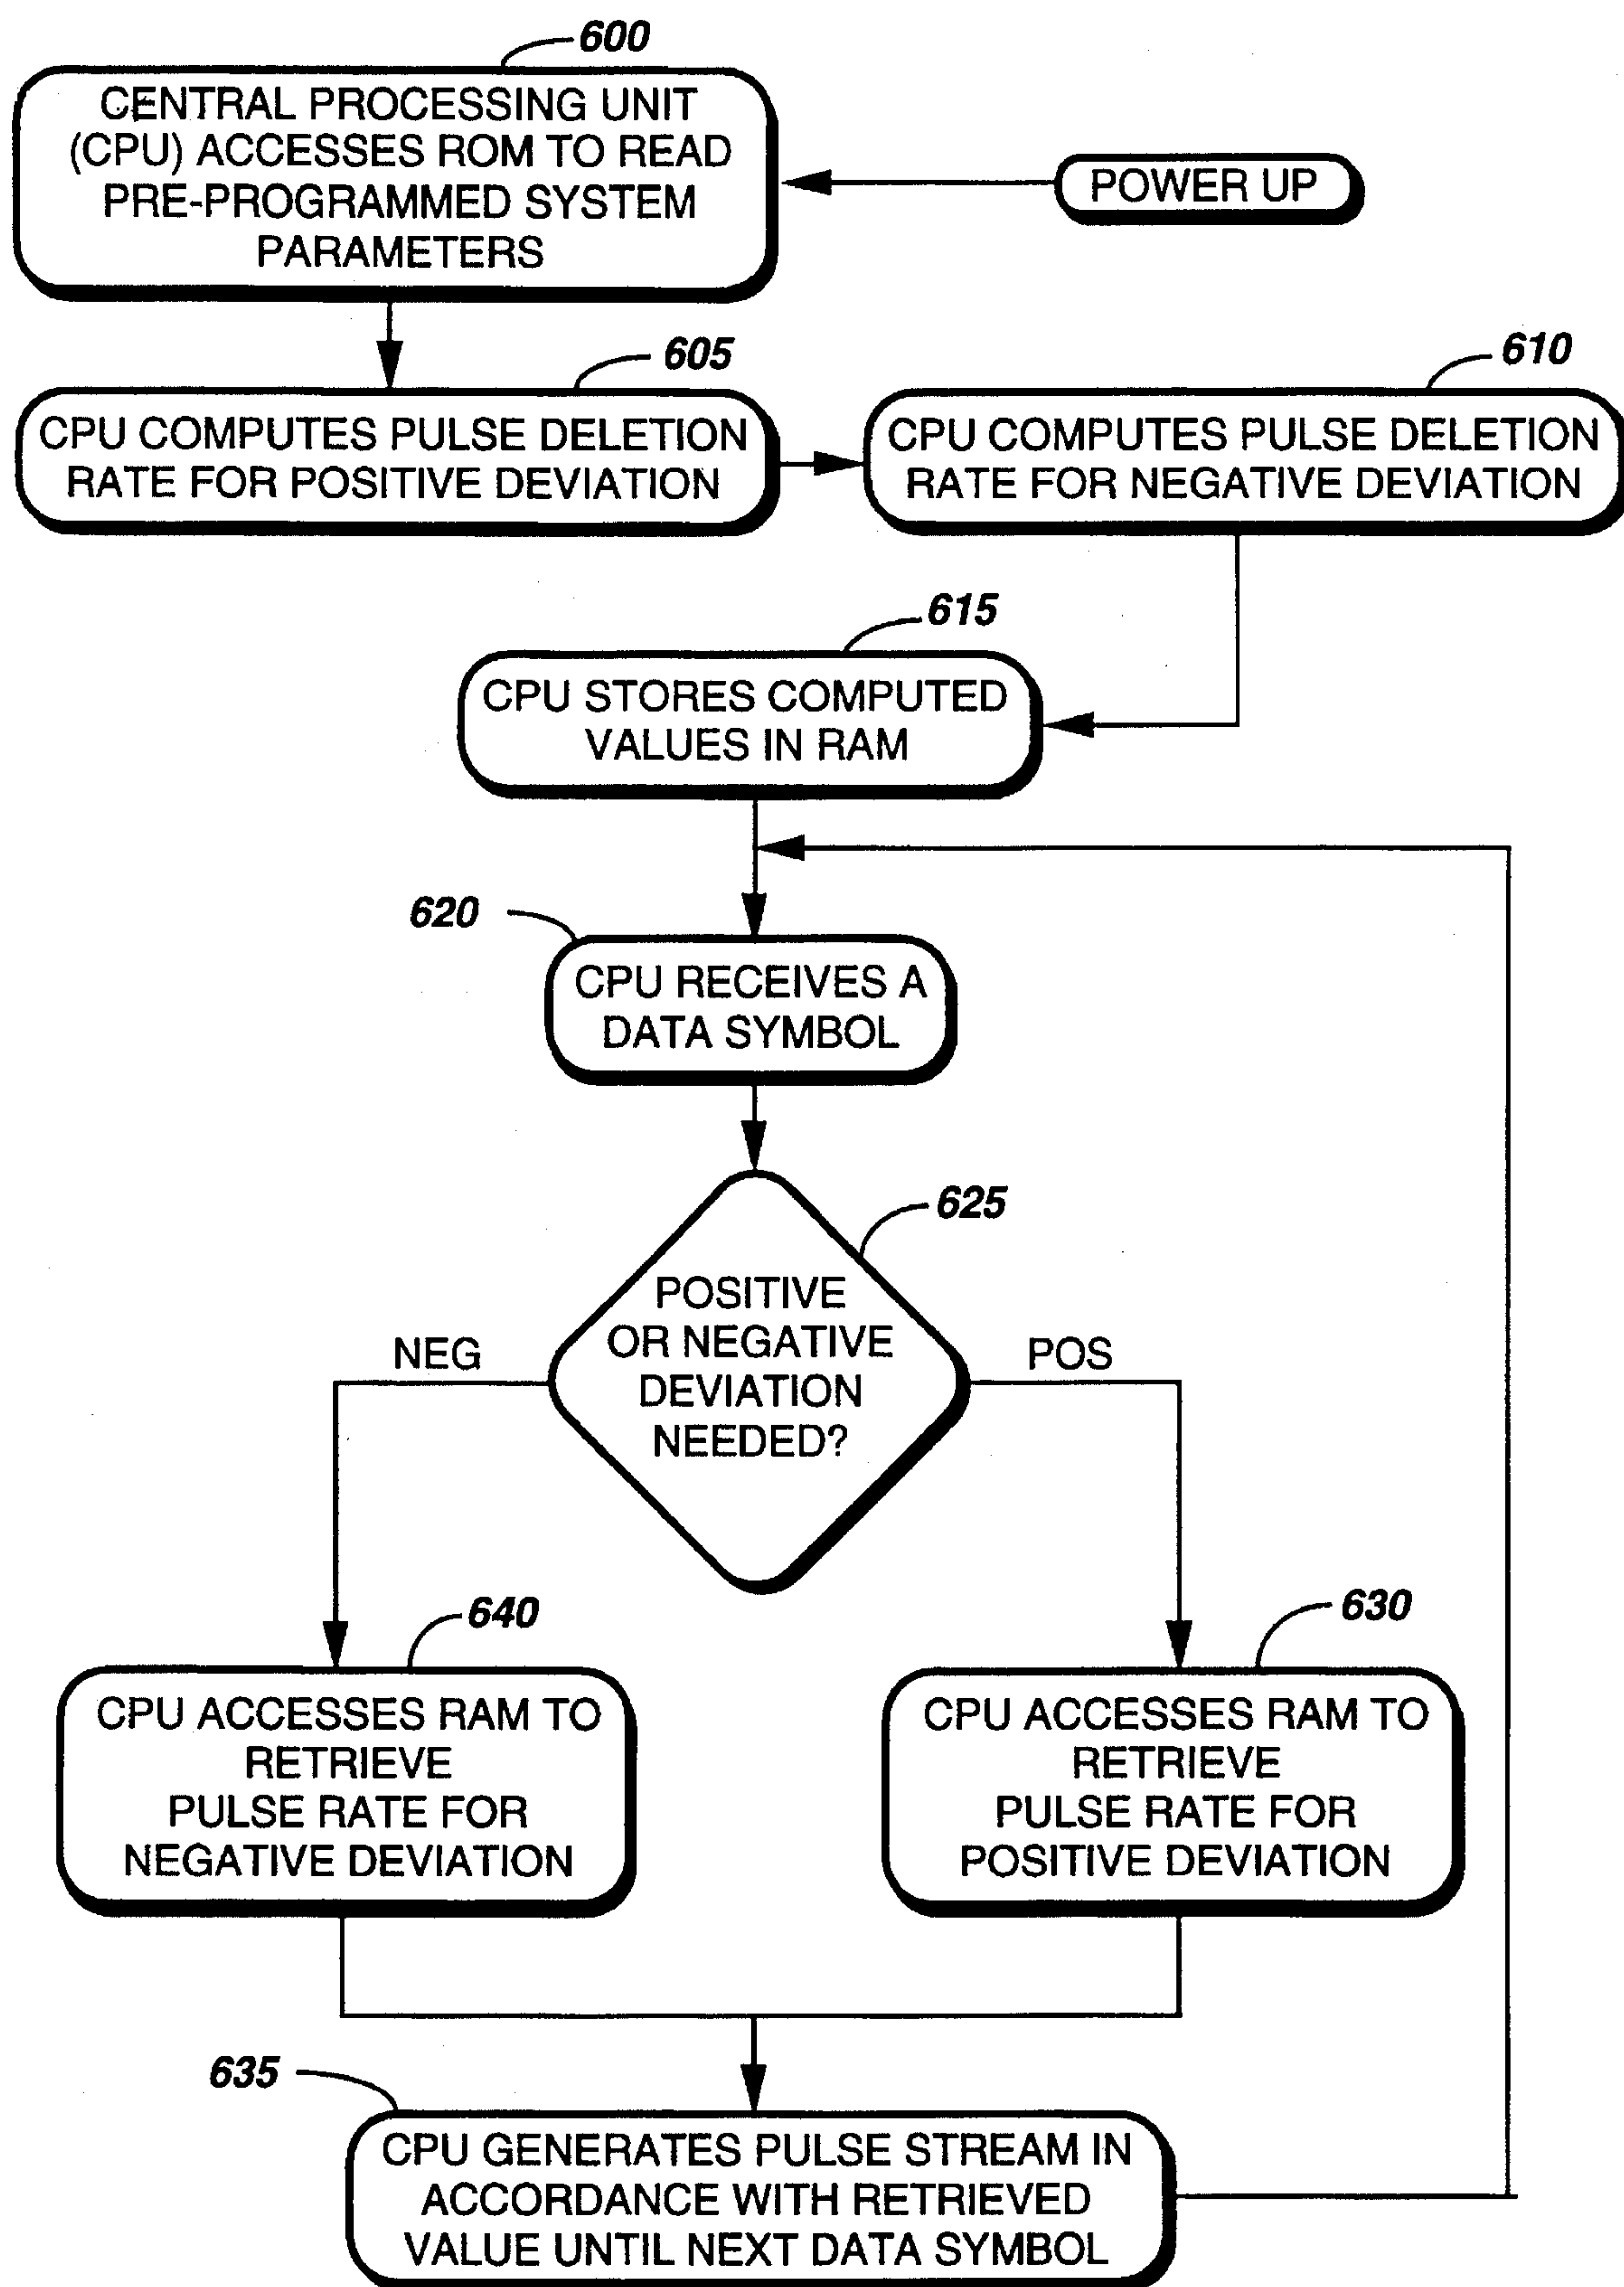 600
CENTRAL PROCESSING UNIT
(CPU) ACCESSES ROM TO READ
PRE-PROGRAMMED SYSTEM
PARAMETERS
POWER UP
605
CPU COMPUTES PULSE DELETION
RATE FOR POSITIVE DEVIATION
610
CPU COMPUTES PULSE DELETION
RATE FOR NEGATIVE DEVIATION
615
CPU STORES COMPUTED
VALUES IN RAM
620
CPU RECEIVES A
DATA SYMBOL
625
POSITIVE
OR NEGATIVE
DEVIATION
NEEDED?
NEG
POS
640
CPU ACCESSES RAM TO
RETRIEVE
PULSE RATE FOR
NEGATIVE DEVIATION
630
CPU ACCESSES RAM TO
RETRIEVE
PULSE RATE FOR
POSITIVE DEVIATION
635
CPU GENERATES PULSE STREAM IN
ACCORDANCE WITH RETRIEVED
VALUE UNTIL NEXT DATA SYMBOL